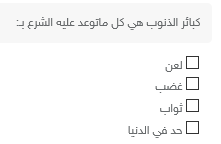 كبائر الذنوب هي كل ماتوعد عليه الشرع بـ:
لعن
غضب
ثواب
حد في الدنيا